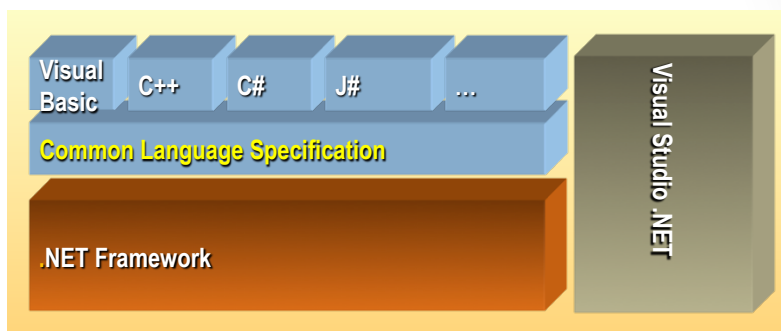 Visual
Basic
C++
C#
J#
...
Common Language Specification
.NET Framework
Visual Studio .NET